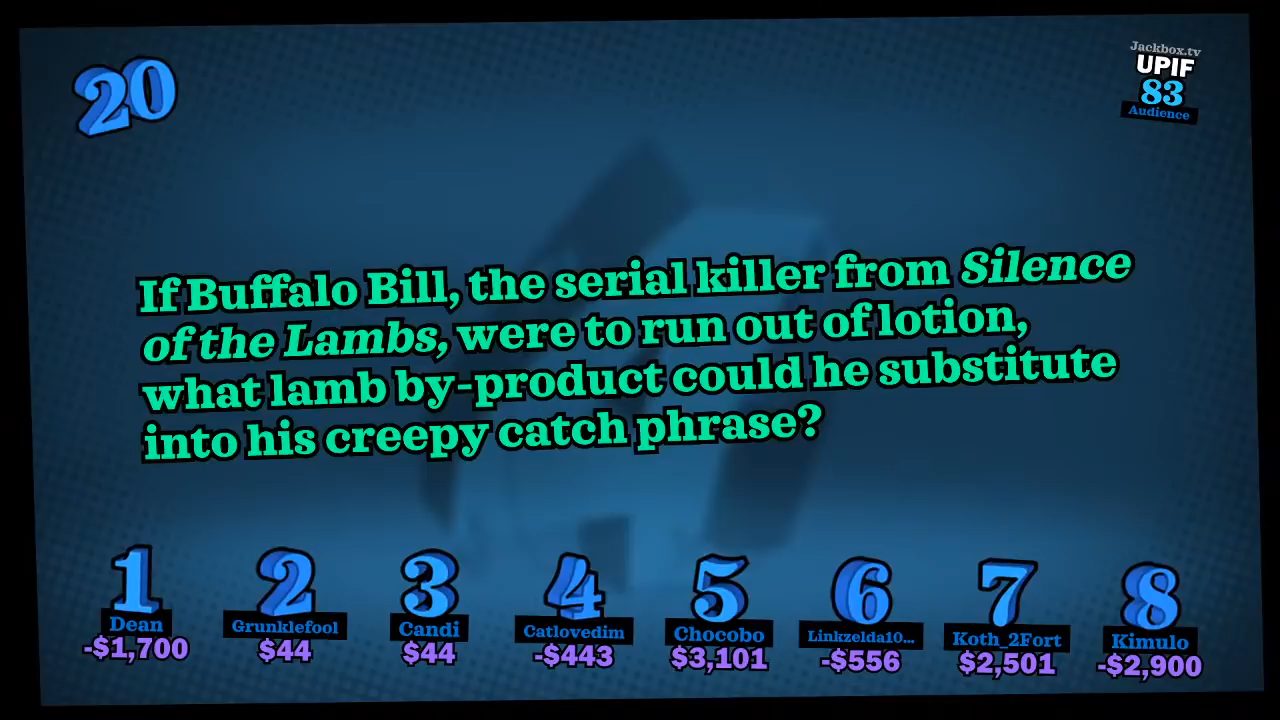 20
Jackbox.tv
UPIF
83
Audience
If Buffalo Bill, the serial killer from Silence
of the Lambs, were to run out of lotion,
what lamb by-product could he substitute
into his creepy catch phrase?
1
Dean
-$1,700
2
Grunklefool
$44
3
Candi
$44
4
Catlovedim
-$443
5
Chocobo
$3,101
6
Linkzelda10...
-$556
7
Koth_2Fort
$2,501
8
Kimulo
-$2,900